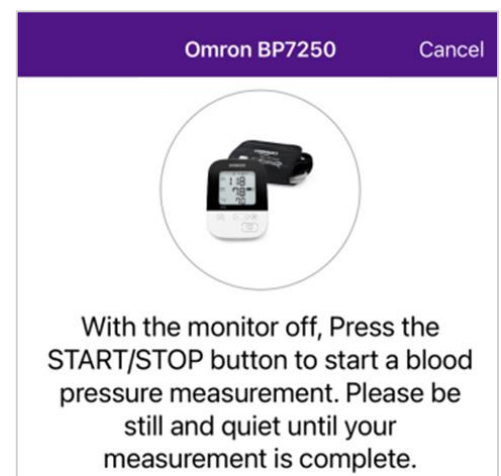 Omron BP7250 Cancel
With the monitor off, Press the
START/STOP button to start a blood
pressure measurement. Please be
still and quiet until your
measurement is complete.